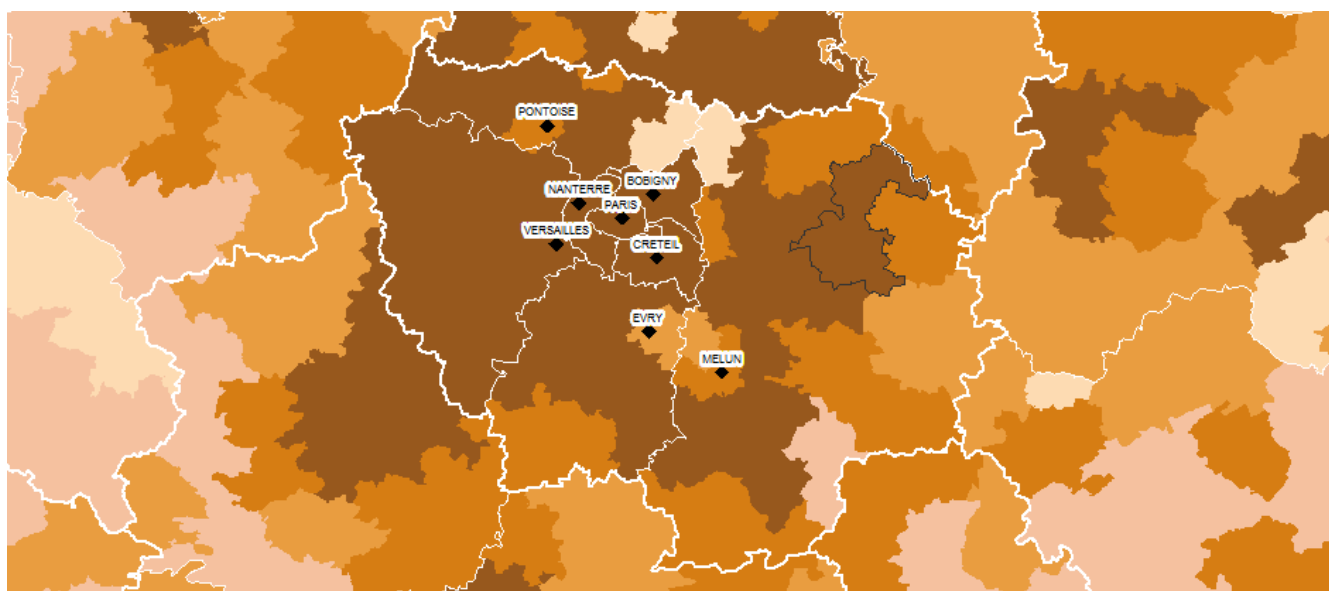 PONTOISE
BOBIGNY
NANTERRE
PARIS
VERSAILLES
CRETEIL
EVRY
MELUN